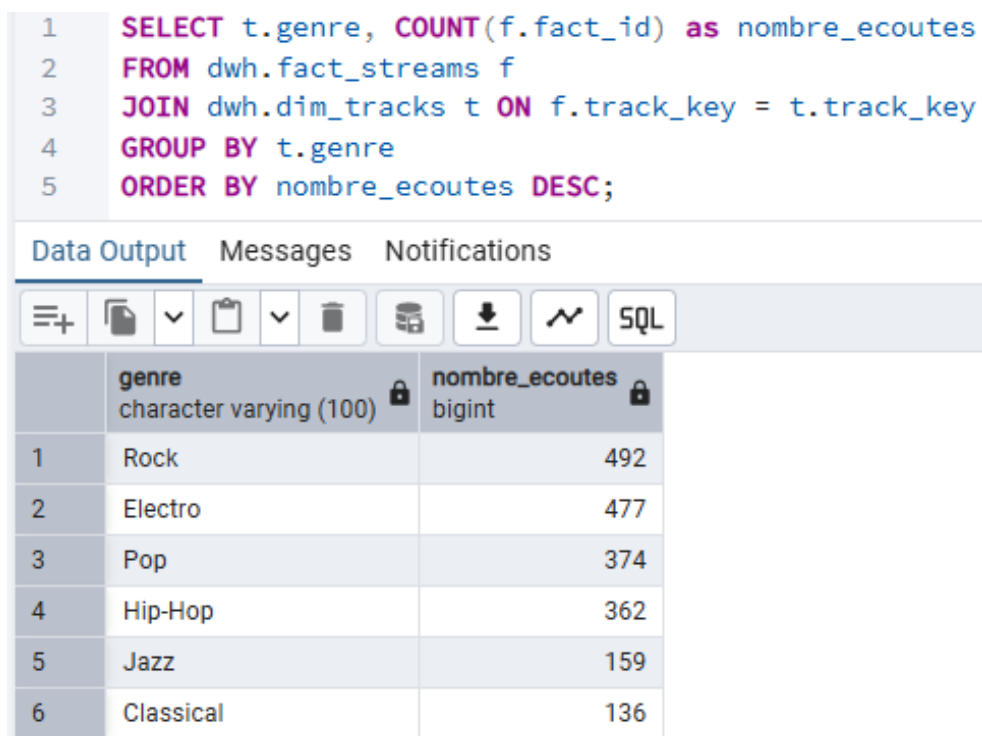 1 SELECT t.genre, COUNT(f.fact_id) as nombre_ecoutes
2 FROM dwh.fact_streams f
3 JOIN dwh.dim_tracks t ON f.track_key = t.track_key
4 GROUP BY t.genre
5 ORDER BY nombre_ecoutes DESC;
Data Output Messages Notifications
SQL
genre nombre_ecoutes
character varying (100) bigint
1 Rock 492
2 Electro 477
3 Pop 374
4 Hip-Hop 362
5 Jazz 159
6 Classical 136